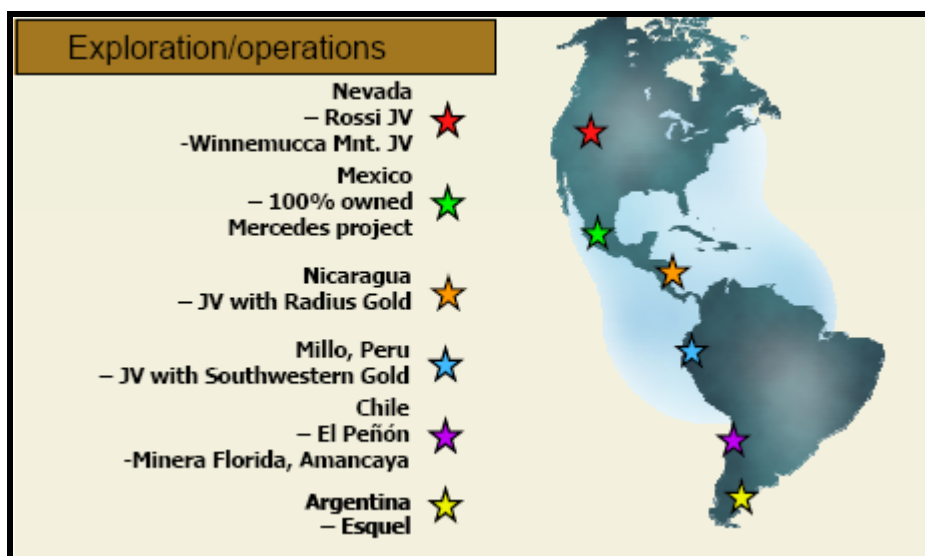 Exploration/operations
Nevada
– Rossi JV
-Winnemucca Mnt. JV
Mexico
– 100% owned
Mercedes project
Nicaragua
– JV with Radius Gold
Millo, Peru
– JV with Southwestern Gold
Chile
– El Peñón
-Minera Florida, Amancaya
Argentina
– Esquel